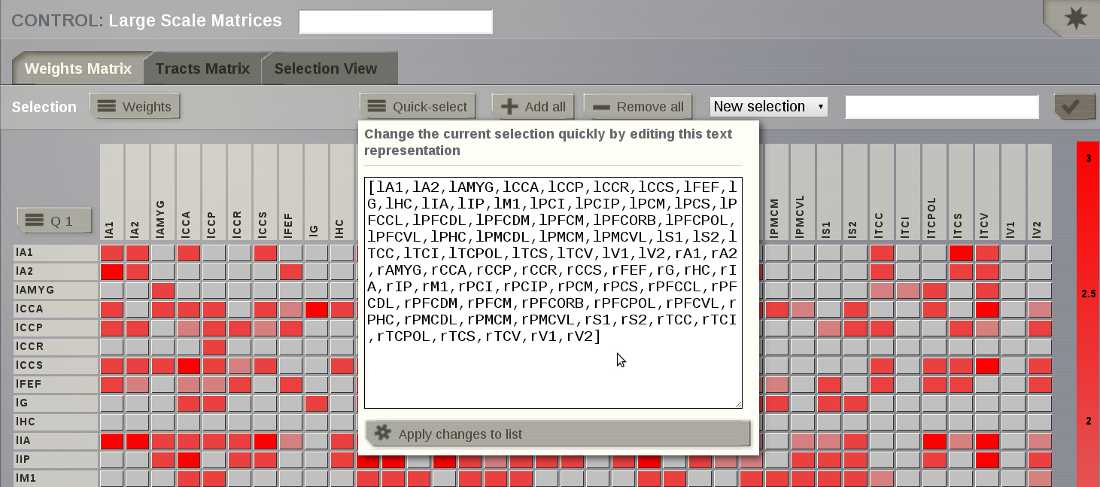 CONTROL: Large Scale Matrices
Weights Matrix Tracts Matrix Selection View
Selection Weights Quick-select Add all Remove all New selection
Change the current selection quickly by editing this text
representation
[lA1,lA2,lAMYG,lCCA,lCCP,lCCR,lCCS,lFEF,l
G,lHC,lIA,lIP,lM1,lPCI,lPCIP,lPCM,lPCS,lP
FCCL,lPFCDL,lPFCDM,lPFCM,lPFCORB,lPFCPOL,
lPFCVL,lPHC,lPMCDL,lPMCM,lPMCVL,lS1,lS2,l
TCC,lTCI,lTCPOL,lTCS,lTCV,lV1,lV2,rA1,rA2
,rAMYG,rCCA,rCCP,rCCR,rCCS,rFEF,rG,rHC,rI
A,rIP,rM1,rPCI,rPCIP,rPCM,rPCS,rPFCCL,rPF
CDL,rPFCDM,rPFCM,rPFCORB,rPFCPOL,rPFCVL,r
PHC,rPMCDL,rPMCM,rPMCVL,rS1,rS2,rTCC,rTCI
,rTCPOL,rTCS,rTCV,rV1,rV2]
Apply changes to list
Q 1
lA1 lA2 lAMYG lCCA lCCP lCCR lCCS lFEF lG lHC lPMCM lPMCVL lS1 lS2 lTCC lTCI lTCPOL lTCS lTCV lV1 lV2
lA1
lA2
lAMYG
lCCA
lCCP
lCCR
lCCS
lFEF
lG
lHC
lIA
lIP
lM1
3
2.5
2